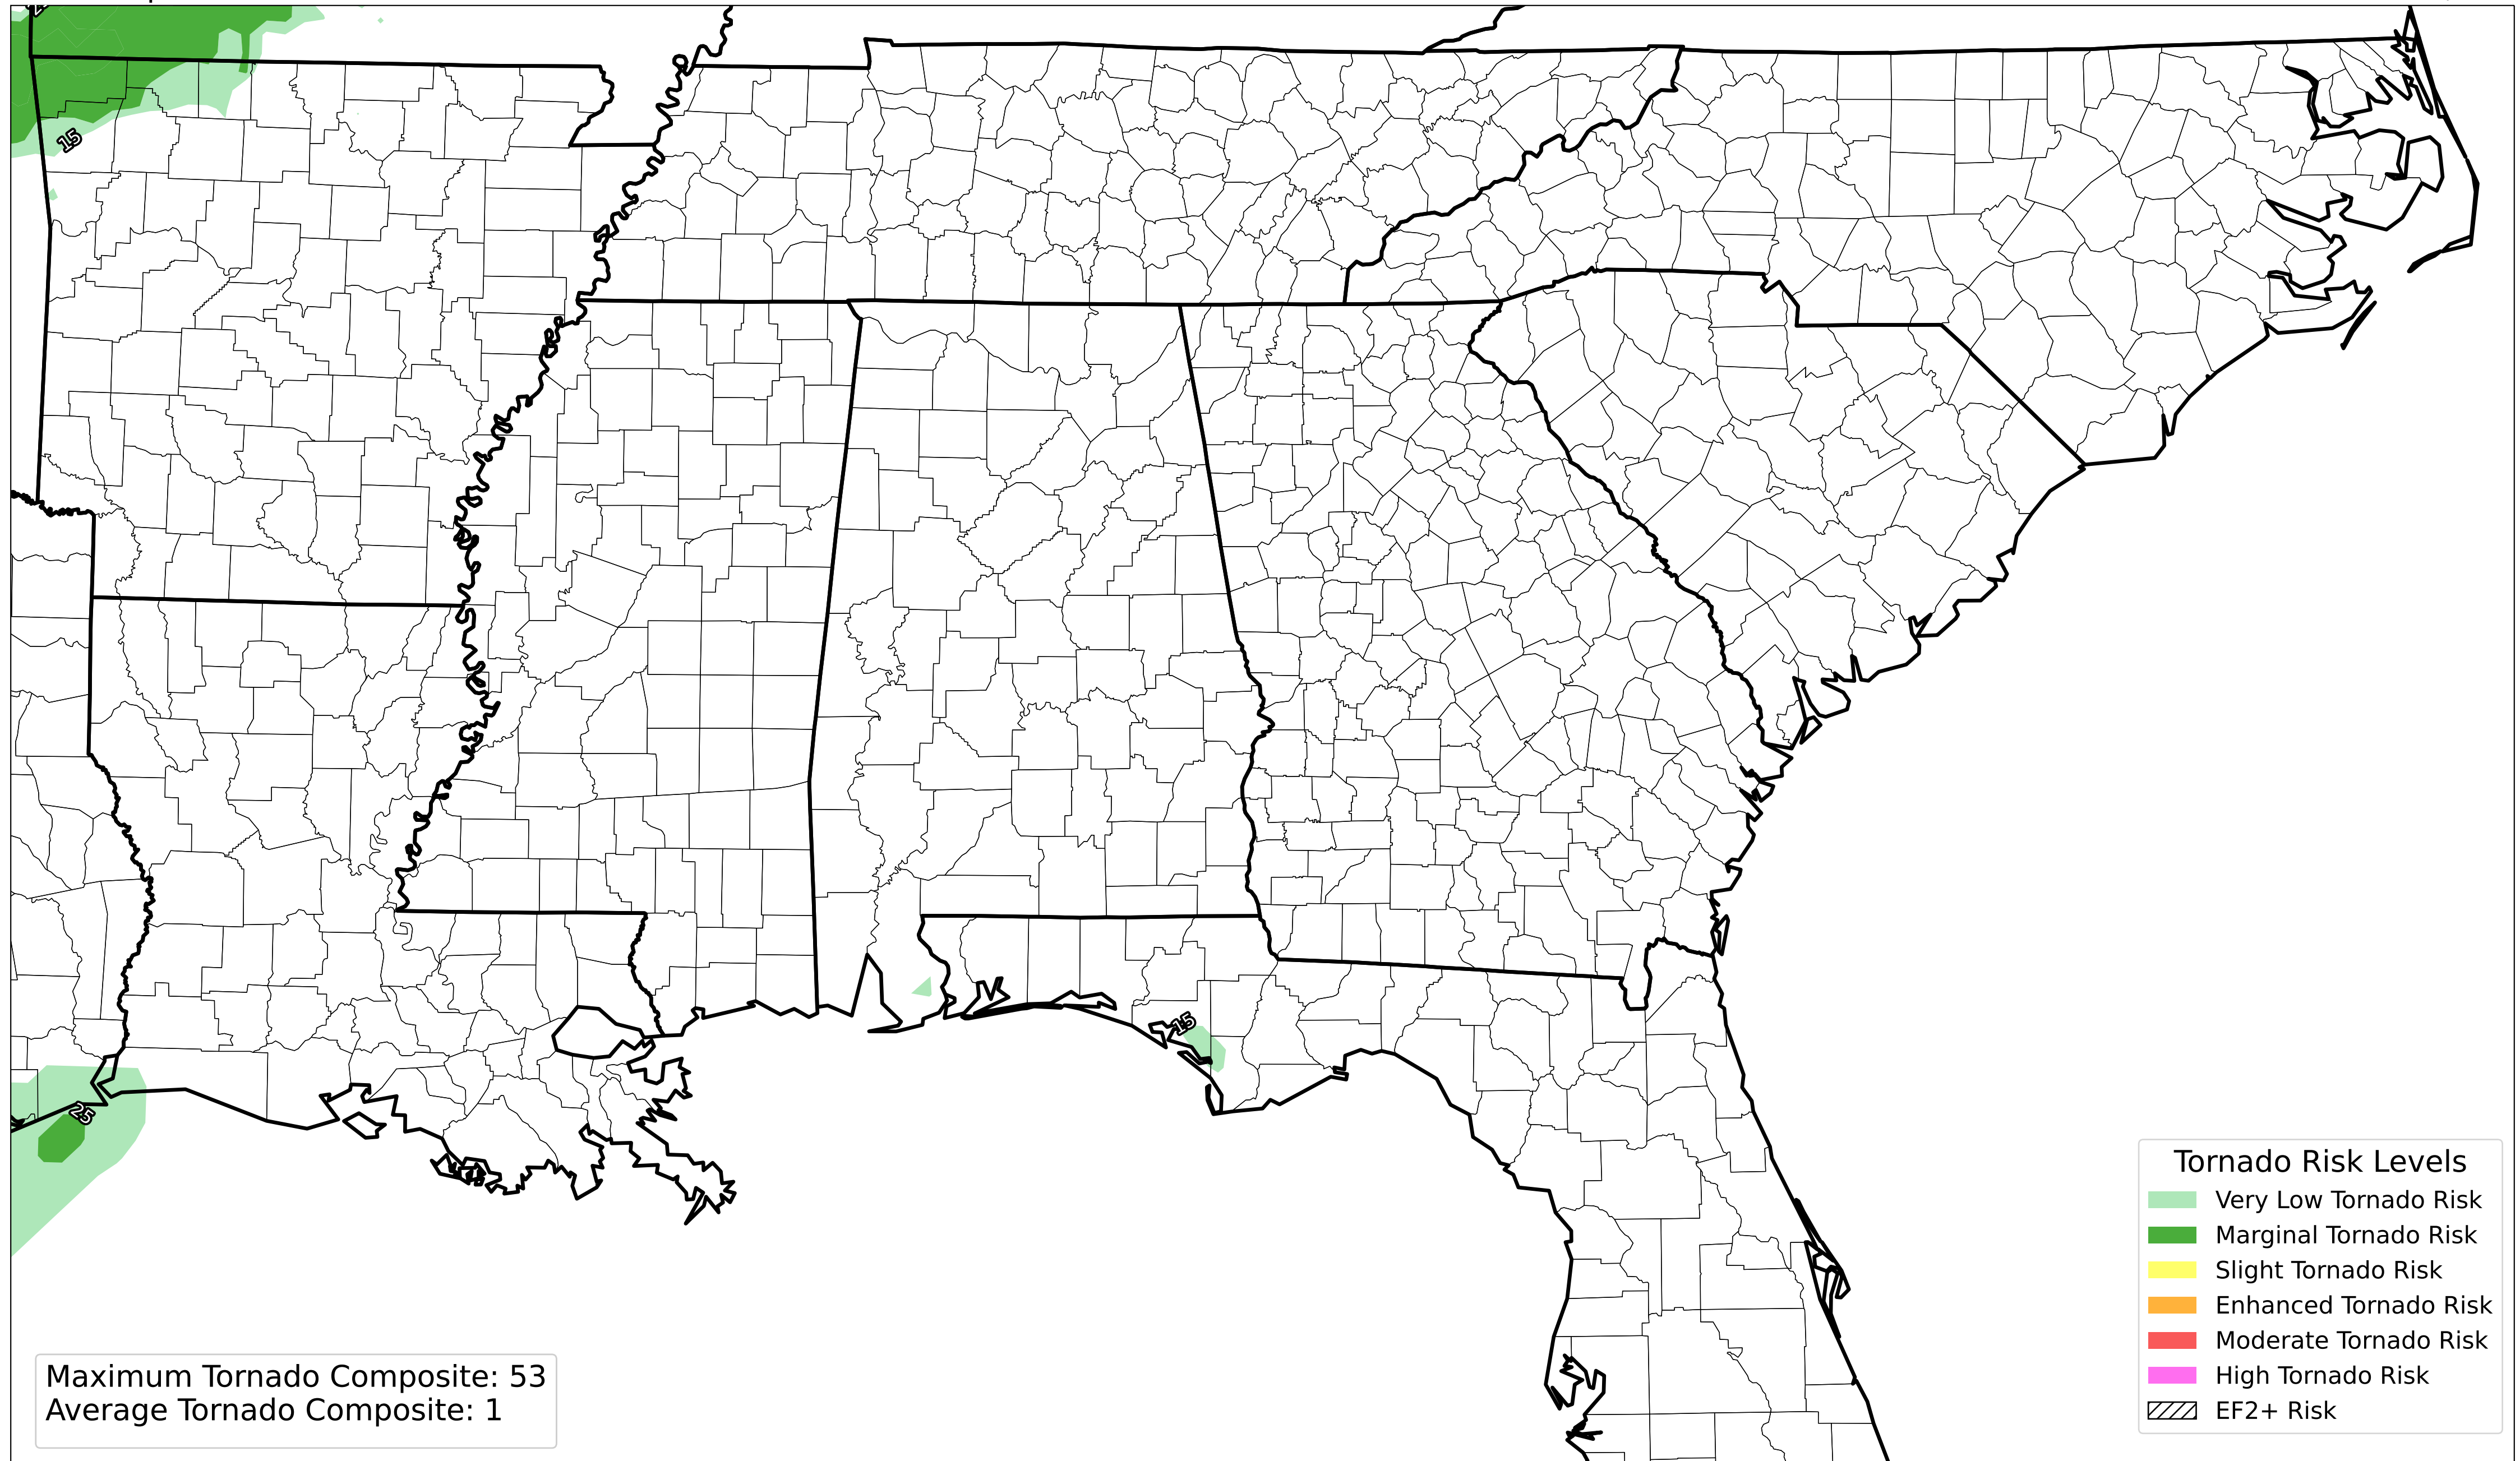 15
25
15
Tornado Risk Levels
Very Low Tornado Risk
Marginal Tornado Risk
Slight Tornado Risk
Enhanced Tornado Risk
Moderate Tornado Risk
High Tornado Risk
EF2+ Risk
Maximum Tornado Composite: 53
Average Tornado Composite: 1